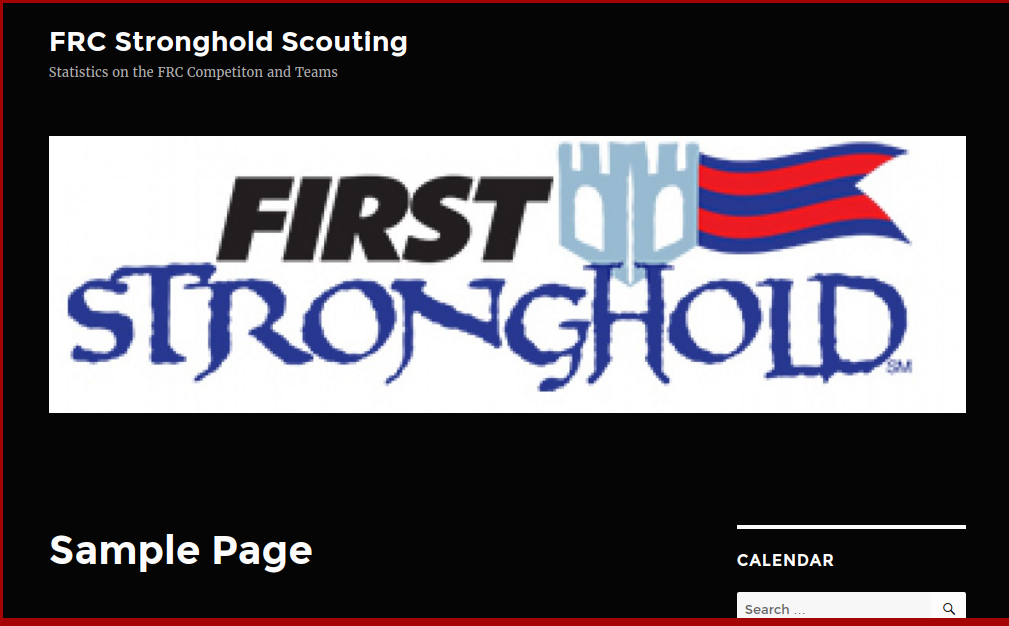 FRC Stronghold Scouting
Statistics on the FRC Competiton and Teams
FIRST
STRONGHOLD
SM
Sample Page
CALENDAR
Search ...